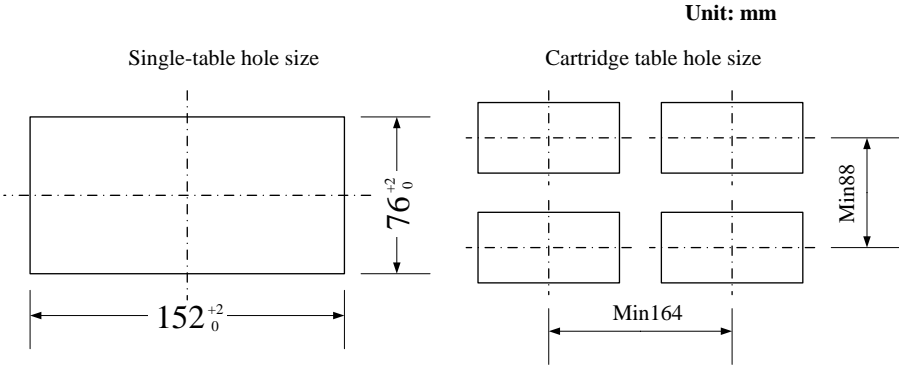 Unit: mm
Single-table hole size
Cartridge table hole size
76 +2 0
Min88
152 +2 0
Min164